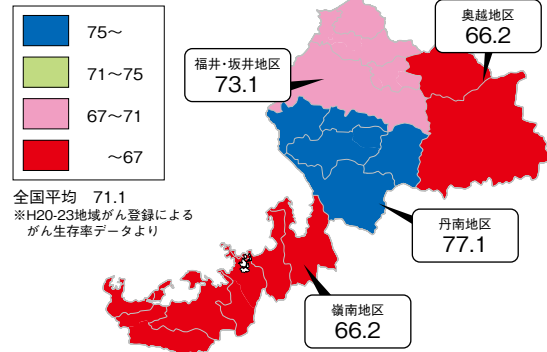 75～
71～75
67～71
～67
全国平均 71.1
※H20-23地域がん登録による
がん生存率データより
福井・坂井地区
73.1
奥越地区
66.2
丹南地区
77.1
嶺南地区
66.2